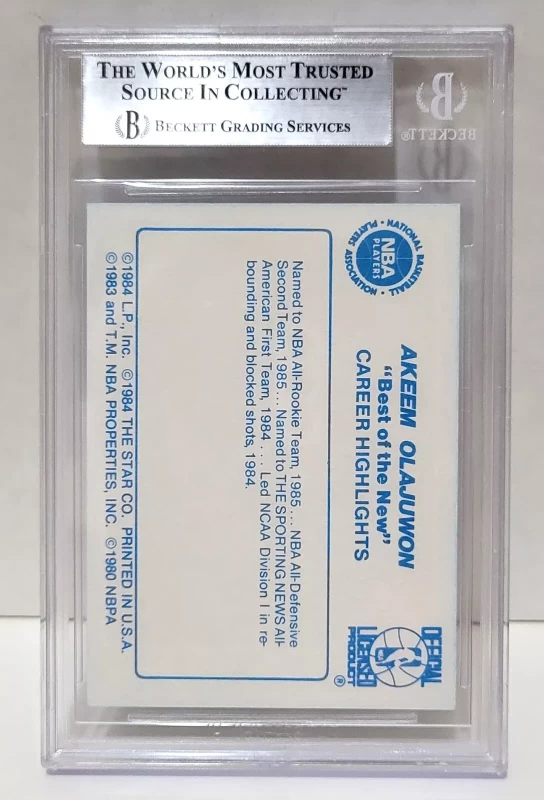 THE WORLD'S MOST TRUSTED
SOURCE IN COLLECTING™
B BECKETT GRADING SERVICES
B
BECKETT®
NATIONAL BASKETBALL
NBA
PLAYERS
ASSOCIATION
AKEEM OLAJUWON
"Best of the New"
CAREER HIGHLIGHTS
OFFICIAL
LICENSED
PRODUCT
®
Named to NBA All-Rookie Team, 1985 ... NBA All-Defensive
Second Team, 1985 ... Named to THE SPORTING NEWS All-
American First Team, 1984 ... Led NCAA Division I in re-
bounding and blocked shots, 1984.
©1984 L.P., Inc. ©1984 THE STAR CO. PRINTED IN U.S.A.
©1983 and T.M. NBA PROPERTIES, INC. ©1980 NBPA